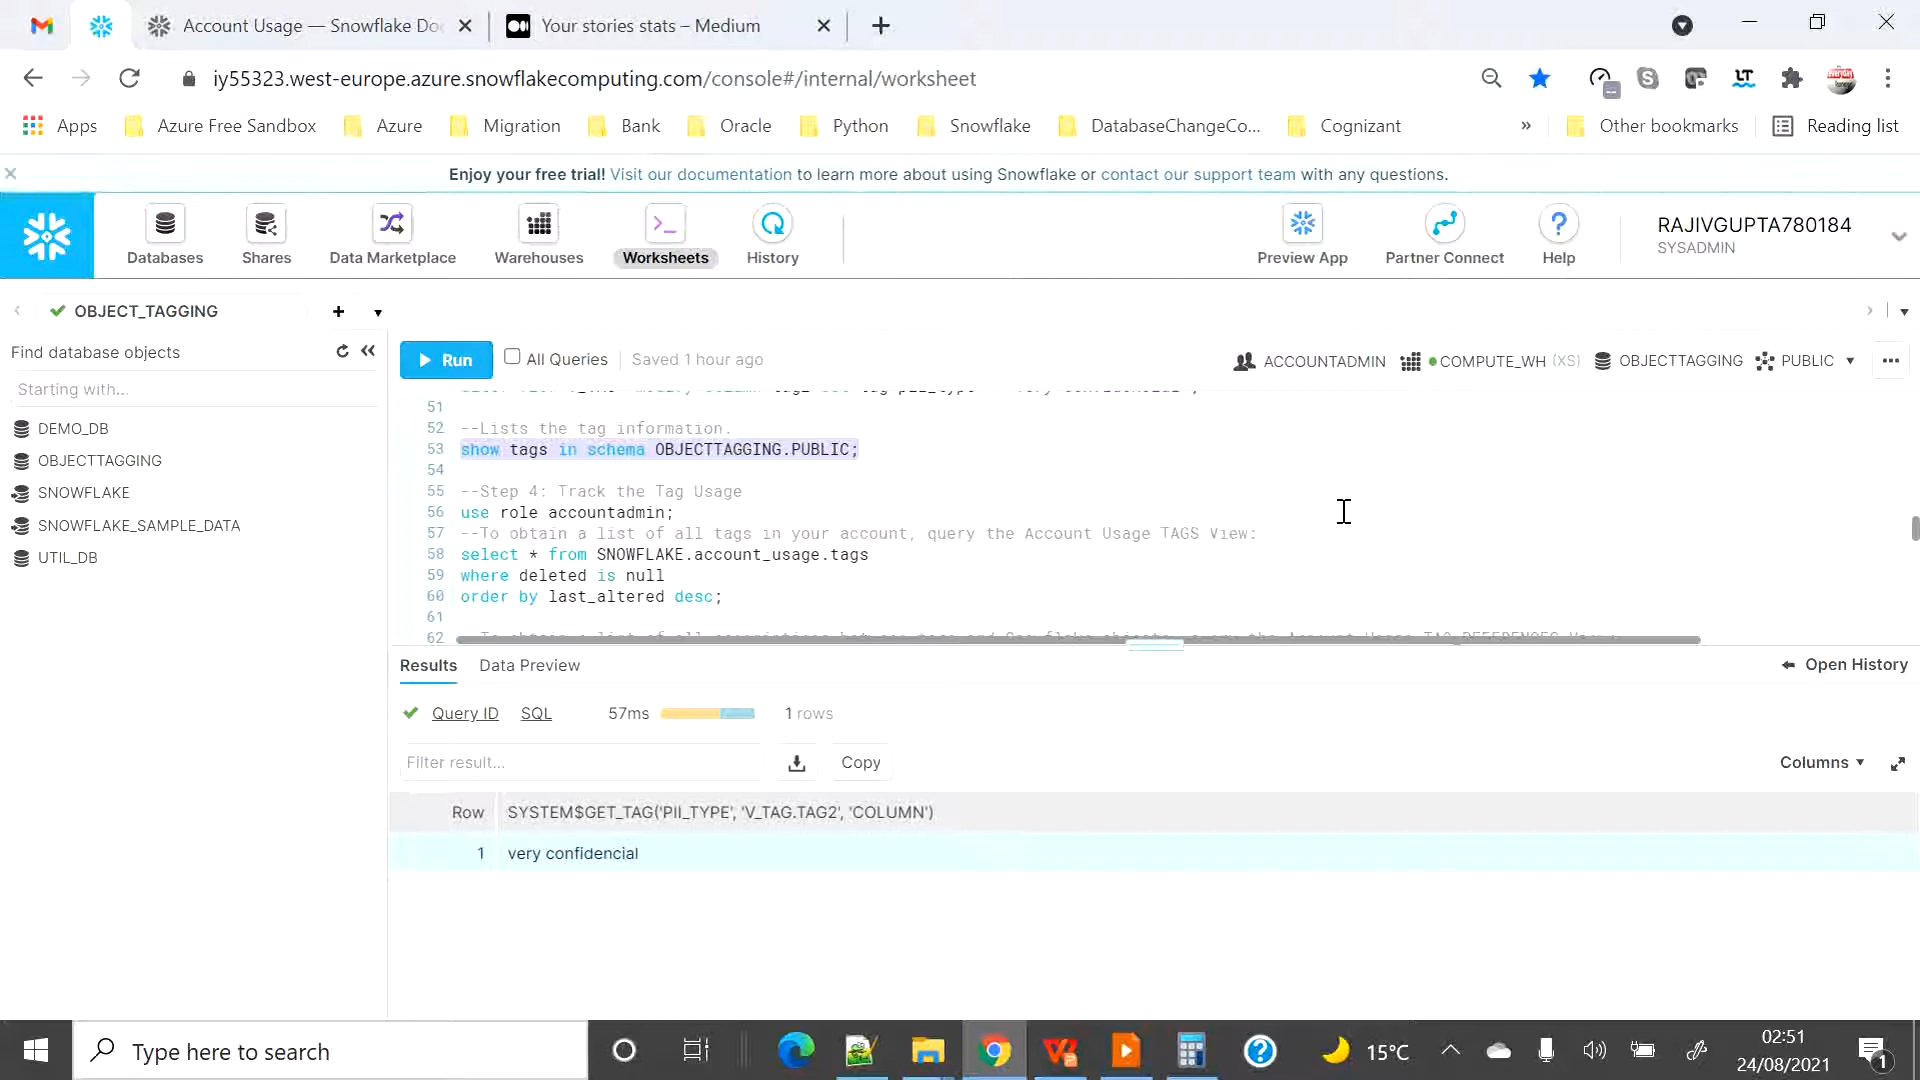 Account Usage — Snowflake Do
Your stories stats – Medium
iy55323.west-europe.azure.snowflakecomputing.com/console#/internal/worksheet
Apps
Azure Free Sandbox
Azure
Migration
Bank
Oracle
Python
Snowflake
DatabaseChangeCo...
Cognizant
»
Other bookmarks
Reading list
Enjoy your free trial! Visit our documentation to learn more about using Snowflake or contact our support team with any questions.
Databases
Shares
Data Marketplace
Warehouses
Worksheets
History
Preview App
Partner Connect
Help
RAJIVGUPTA780184
SYSADMIN
OBJECT_TAGGING
Find database objects
Starting with...
DEMO_DB
OBJECTTAGGING
SNOWFLAKE
SNOWFLAKE_SAMPLE_DATA
UTIL_DB
Run
All Queries
Saved 1 hour ago
ACCOUNTADMIN
COMPUTE_WH (XS)
OBJECTTAGGING
PUBLIC
51
52 --Lists the tag information.
53 show tags in schema OBJECTTAGGING.PUBLIC;
54
55 --Step 4: Track the Tag Usage
56 use role accountadmin;
57 --To obtain a list of all tags in your account, query the Account Usage TAGS View:
58 select * from SNOWFLAKE.account_usage.tags
59 where deleted is null
60 order by last_altered desc;
61
62
Results
Data Preview
Open History
Query ID
SQL
57ms
1 rows
Filter result...
Copy
Columns
Row SYSTEM$GET_TAG('PII_TYPE', 'V_TAG.TAG2', 'COLUMN')
1 very confidencial
Type here to search
15°C
02:51
24/08/2021
1